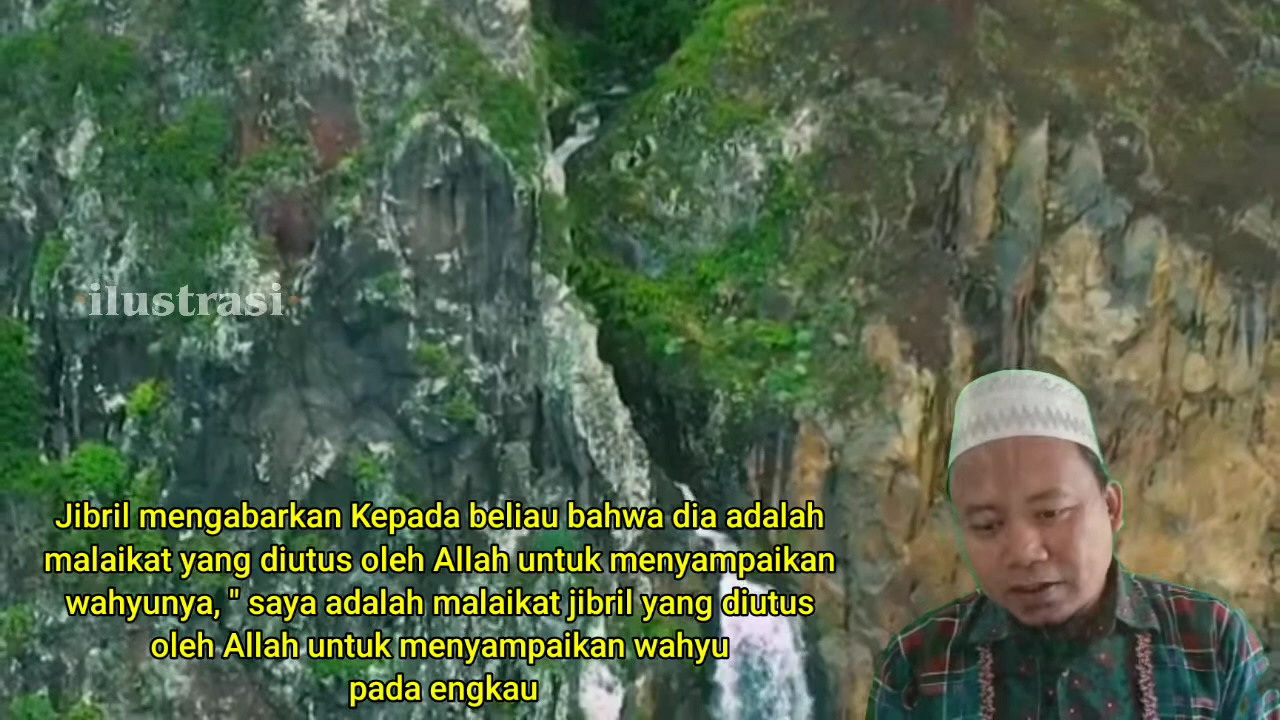 ilustrasi
Jibril mengabarkan Kepada beliau bahwa dia adalah
malaikat yang diutus oleh Allah untuk menyampaikan
wahyunya, " saya adalah malaikat jibril yang diutus
oleh Allah untuk menyampaikan wahyu
pada engkau